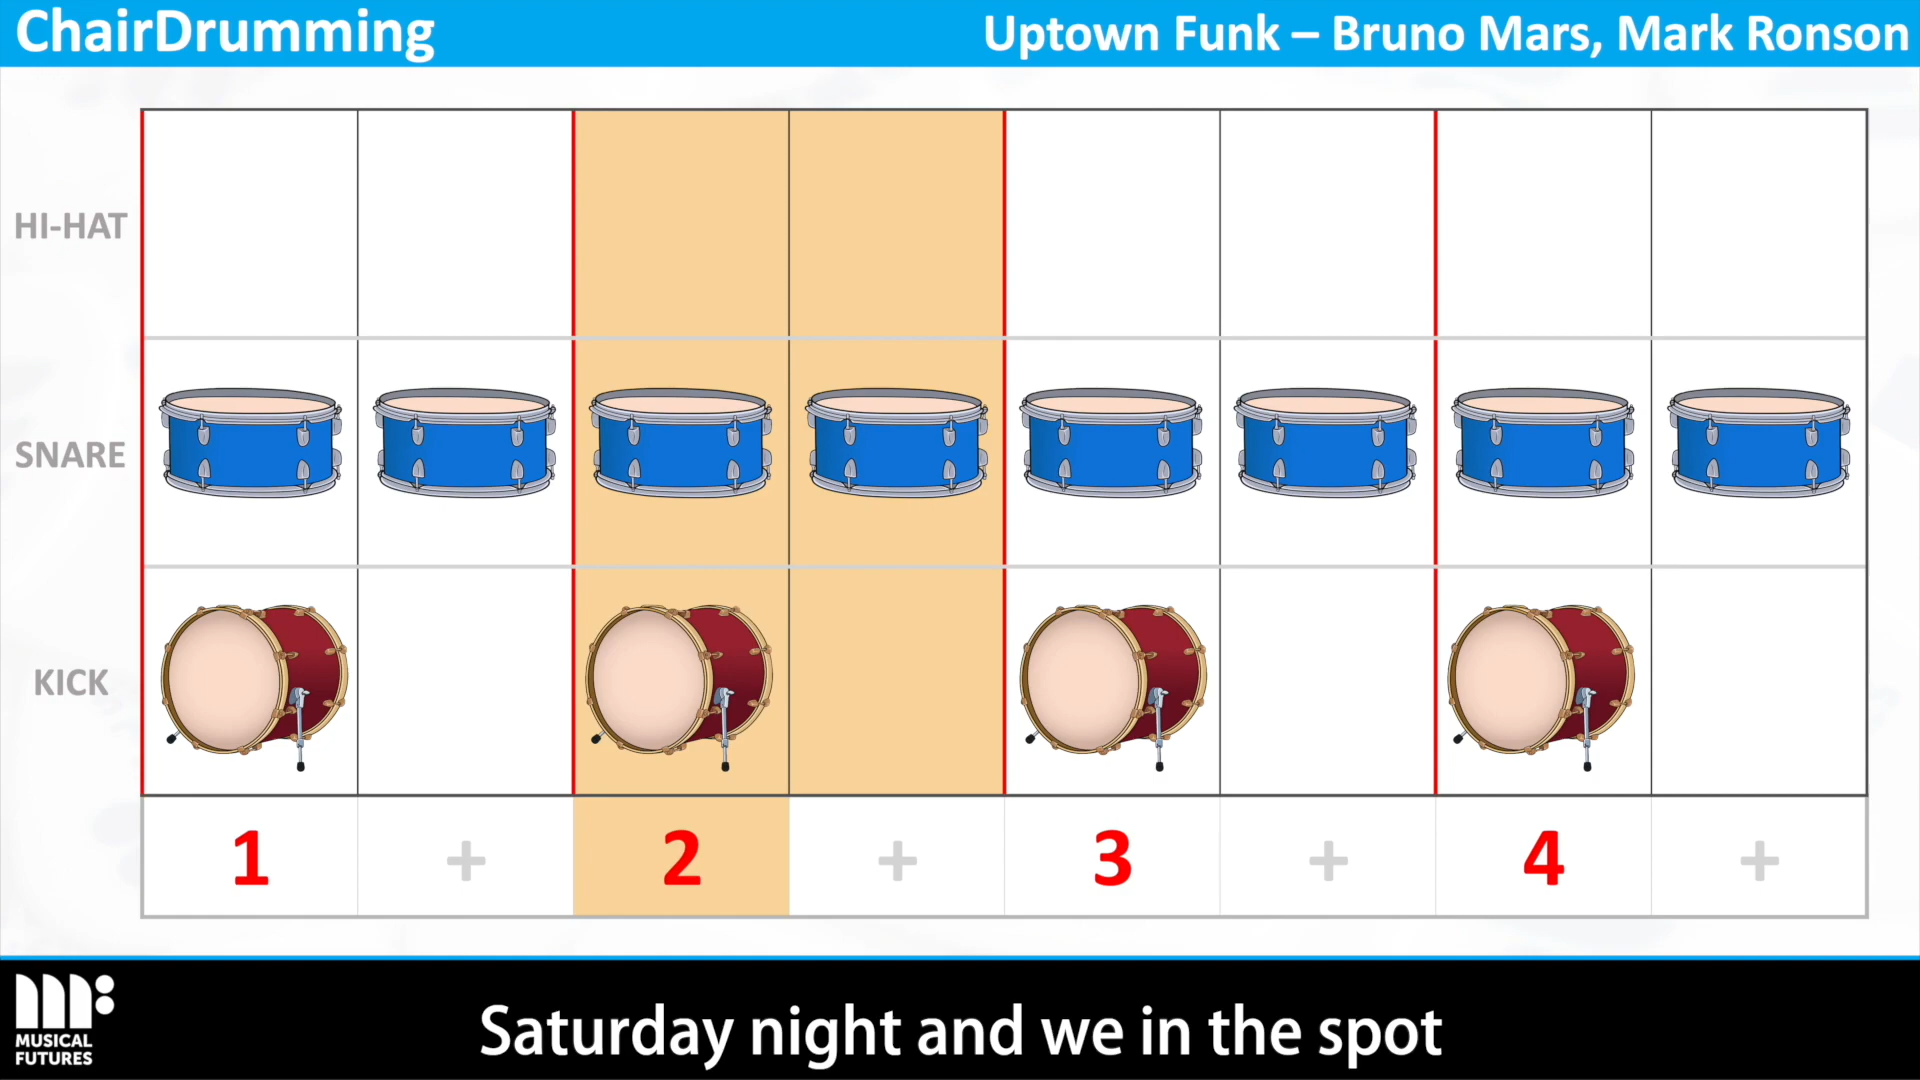 ChairDrumming
Uptown Funk – Bruno Mars, Mark Ronson
HI-HAT
SNARE
KICK
1 + 2 + 3 + 4 +
MUSICAL
FUTURES
Saturday night and we in the spot